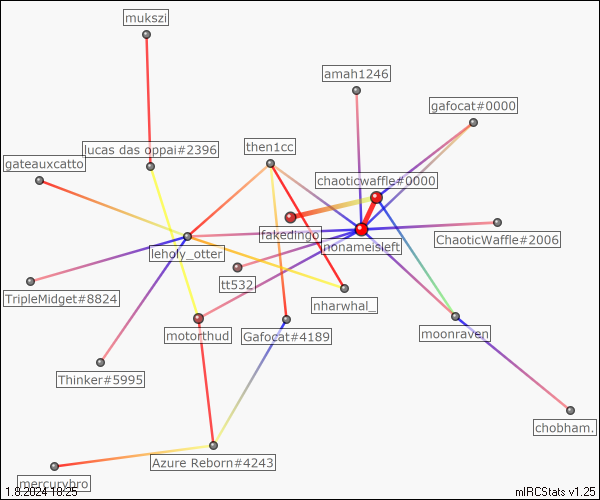 mukszi
amah1246
gafocat#0000
lucas das oppai#2396
then1cc
gateauxcatto
chaoticwaffle#0000
fakedingo
nonameisleft
ChaoticWaffle#2006
leholy_otter
tt532
TripleMidget#8824
nharwhal_
motorthud
Gafocat#4189
moonraven
Thinker#5995
chobham.
Azure Reborn#4243
mercurybro
1.8.2024 18:25
mIRCStats v1.25